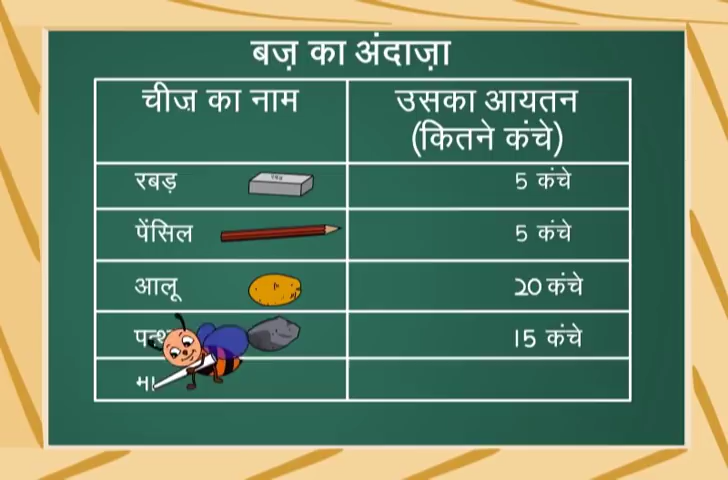 बज़ का अंदाज़ा
चीज का नाम
उसका आयतन
(कितने कंचे)
रबड़
5 कंचे
पेंसिल
5 कंचे
आलू
20 कंचे
15 कंचे